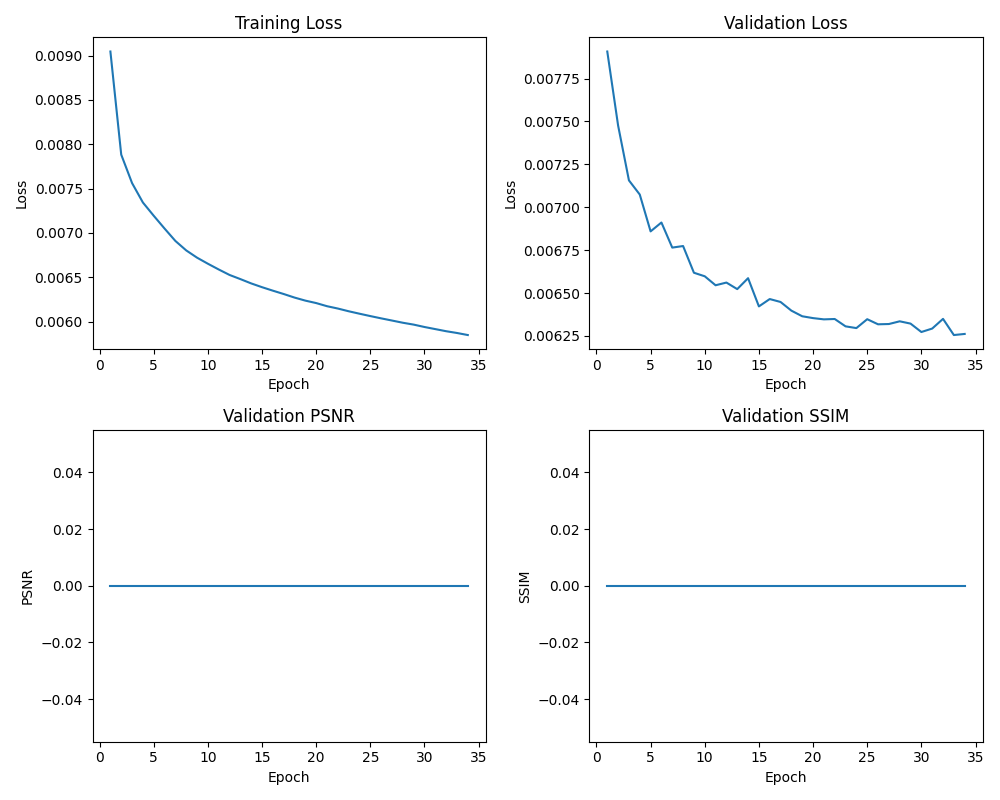 Training Loss
Loss
0.0090
0.0085
0.0080
0.0075
0.0070
0.0065
0.0060
0 5 10 15 20 25 30 35
Epoch
Validation Loss
Loss
0.00775
0.00750
0.00725
0.00700
0.00675
0.00650
0.00625
0 5 10 15 20 25 30 35
Epoch
Validation PSNR
PSNR
0.04
0.02
0.00
−0.02
−0.04
0 5 10 15 20 25 30 35
Epoch
Validation SSIM
SSIM
0.04
0.02
0.00
−0.02
−0.04
0 5 10 15 20 25 30 35
Epoch